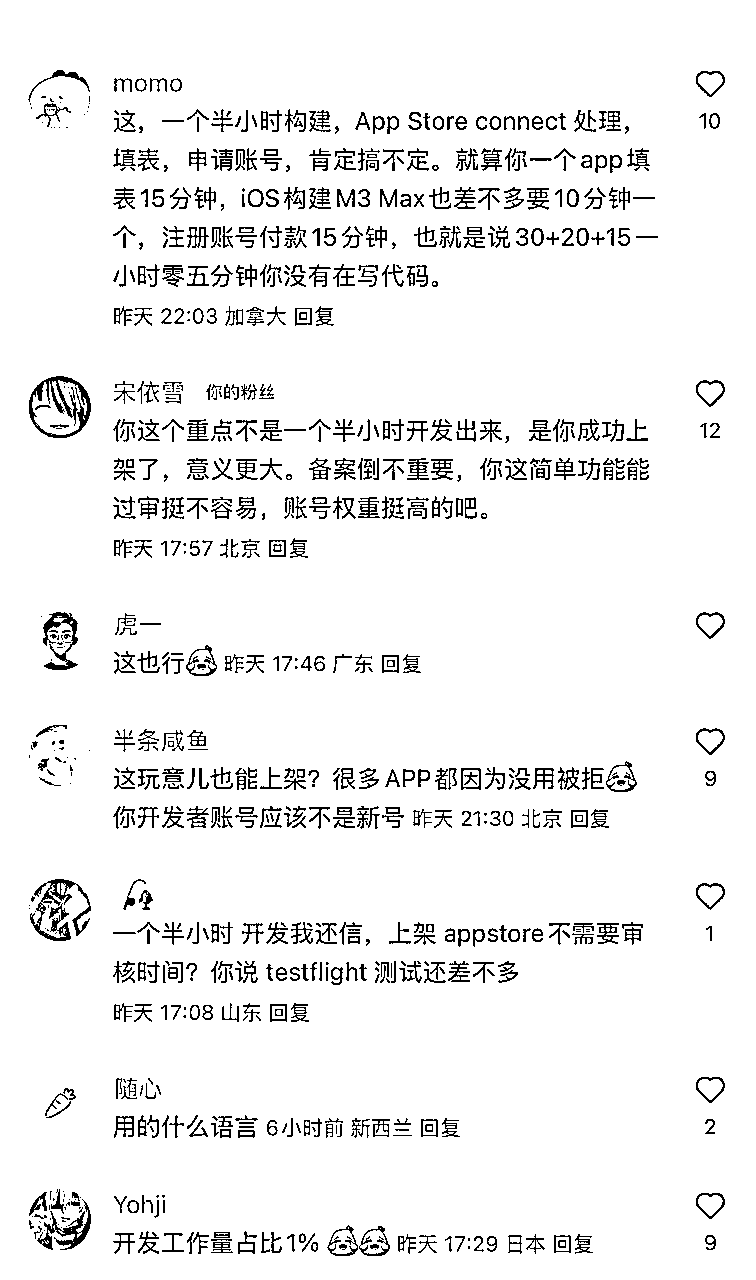 momo
这，一个半小时构建，App Store connect 处理，
10
填表，申请账号，肯定搞不定。就算你一个app填
表15分钟，iOS构建M3 Max也差不多要10分钟一
个，注册账号付款15分钟，也就是说30+20+15一
小时零五分钟你没有在写代码。
昨天 22:03 加拿大 回复
宋依雪 你的粉丝
你这个重点不是一个半小时开发出来，是你成功上
12
架了，意义更大。备案倒不重要，你这简单功能能
过审挺不容易，账号权重挺高的吧。
昨天 17:57 北京 回复
虎一
这也行 昨天 17:46 广东 回复
半条咸鱼
这玩意儿也能上架？很多APP都因为没用被拒
9
你开发者账号应该不是新号 昨天 21:30 北京 回复
一个半小时 开发我还信，上架 appstore不需要审
1
核时间？你说 testflight 测试还差不多
昨天 17:08 山东 回复
随心
用的什么语言 6小时前 新西兰 回复
2
Yohji
开发工作量占比1% 昨天 17:29 日本 回复
9